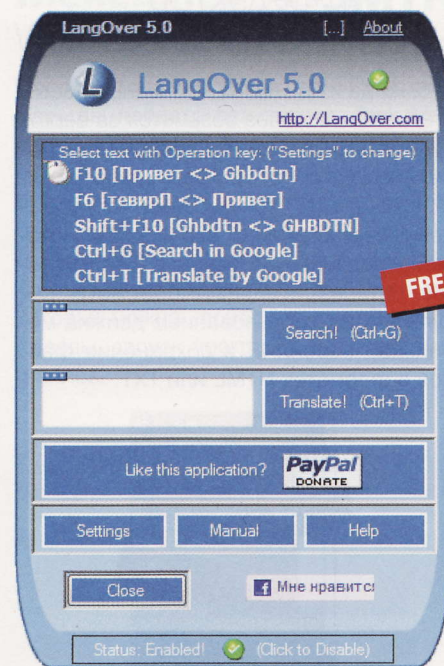 LangOver 5.0 [...] About
L LangOver 5.0
http://LangOver.com
Select text with Operation key: ("Settings" to change)
F10 [Привет <> Ghbdtn]
F6 [тевирП <> Привет]
Shift+F10 [Ghbdtn <> GHBDTN]
Ctrl+G [Search in Google]
Ctrl+T [Translate by Google]
FRE
Search! (Ctrl+G)
Translate! (Ctrl+T)
Like this application? PayPal
DONATE
Settings Manual Help
Close f Мне нравится
Status: Enabled! (Click to Disable)